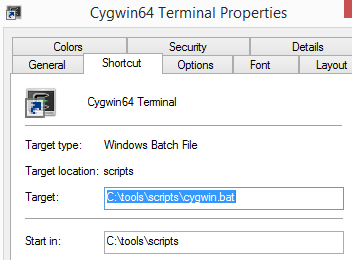 Cygwin64 Terminal Properties
Colors Security Details
General Shortcut Options Font Layout
Cygwin64 Terminal
Target type: Windows Batch File
Target location: scripts
Target: C:\tools\scripts\cygwin.bat
Start in: C:\tools\scripts